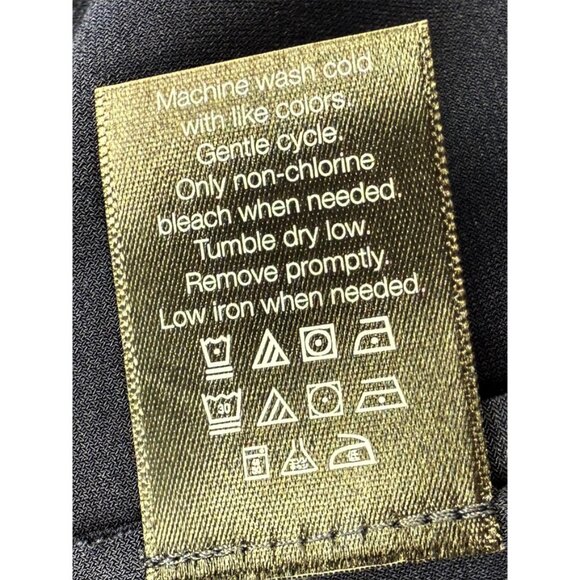 Machine wash cold
with like colors.
Gentle cycle.
Only non-chlorine
bleach when needed.
Tumble dry low.
Remove promptly.
Low iron when needed.
30